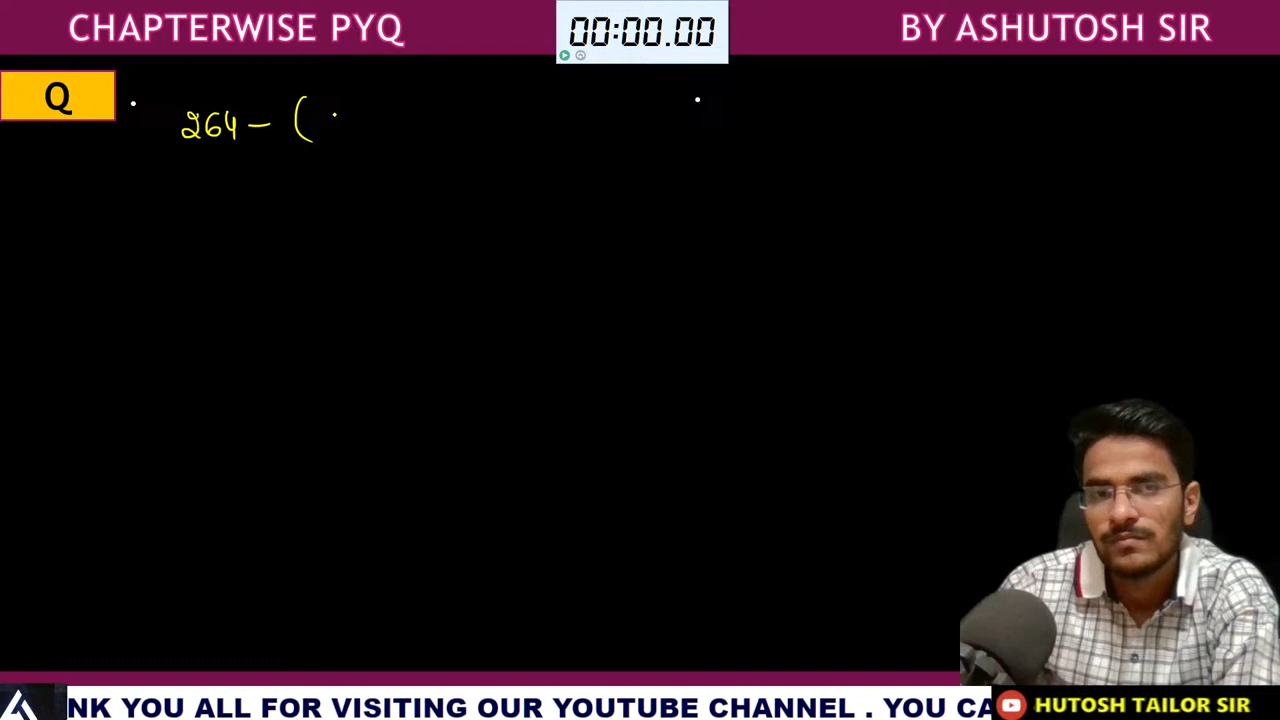 CHAPTERWISE PYQ
00:00.00
BY ASHUTOSH SIR
Q
264 - (
NK YOU ALL FOR VISITING OUR YOUTUBE CHANNEL . YOU CA
HUTOSH TAILOR SIR